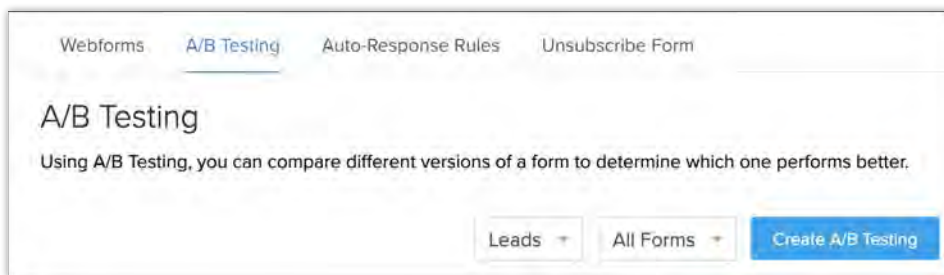 Webforms A/B Testing Auto-Response Rules Unsubscribe Form
A/B Testing
Using A/B Testing, you can compare different versions of a form to determine which one performs better.
Leads All Forms Create A/B Testing